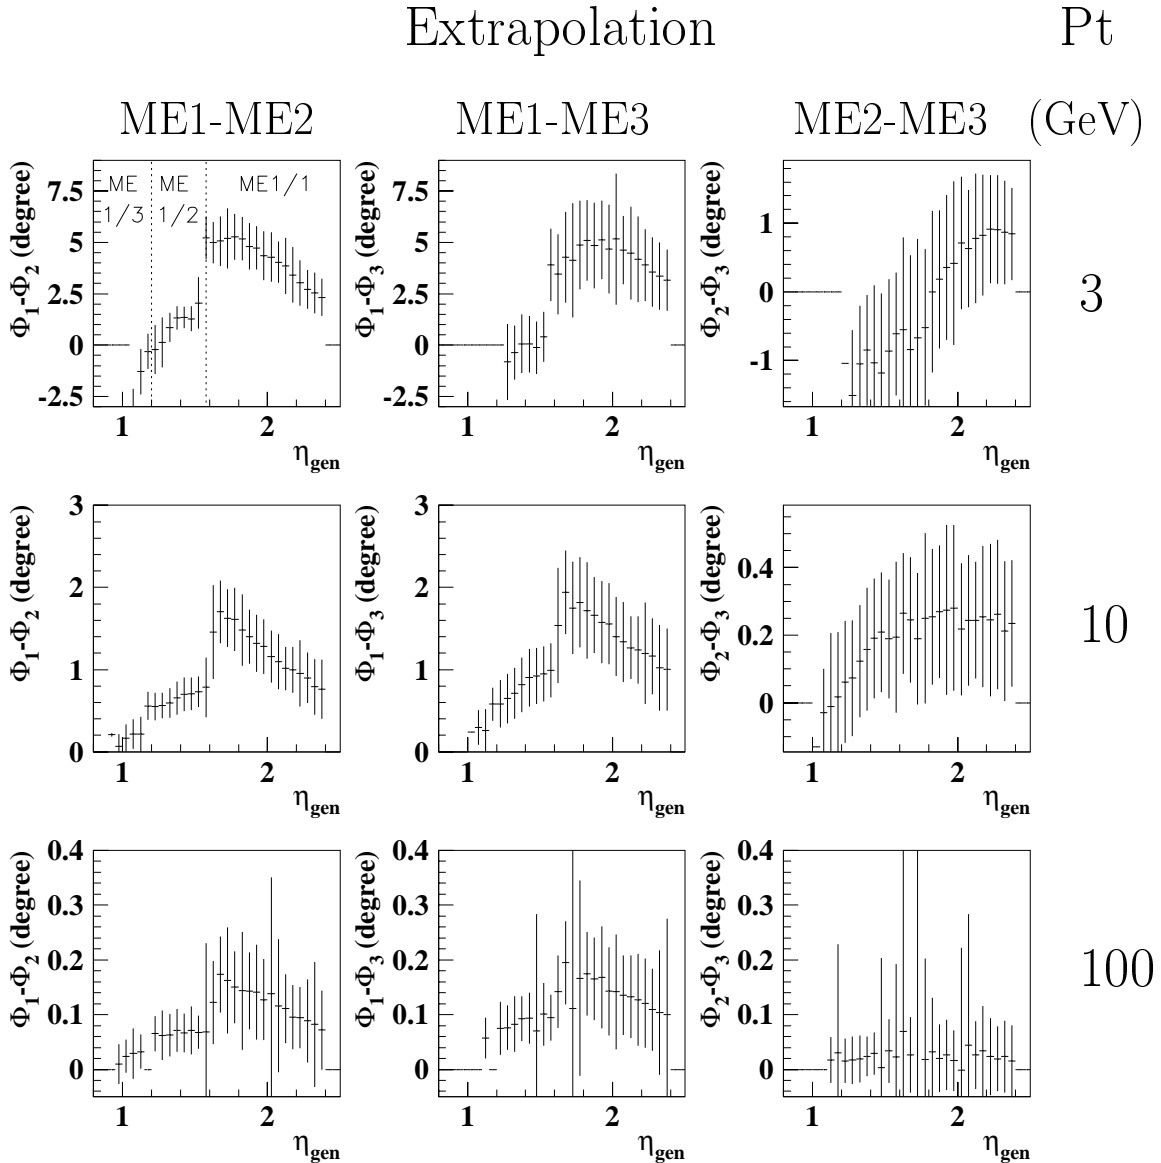 Extrapolation Pt
ME1-ME2 ME1-ME3 ME2-ME3 (GeV)
Φ1-Φ2 (degree)
7.5
5
2.5
0
-2.5
ME ME ME1/1
1/3 1/2
1 2
ηgen
Φ1-Φ3 (degree)
7.5
5
2.5
0
-2.5
1 2
ηgen
Φ2-Φ3 (degree)
1
0
-1
1 2
ηgen
3
Φ1-Φ2 (degree)
3
2
1
0
1 2
ηgen
Φ1-Φ3 (degree)
3
2
1
0
1 2
ηgen
Φ2-Φ3 (degree)
0.4
0.2
0
1 2
ηgen
10
Φ1-Φ2 (degree)
0.4
0.3
0.2
0.1
0
1 2
ηgen
Φ1-Φ3 (degree)
0.4
0.3
0.2
0.1
0
1 2
ηgen
Φ2-Φ3 (degree)
0.4
0.3
0.2
0.1
0
1 2
ηgen
100